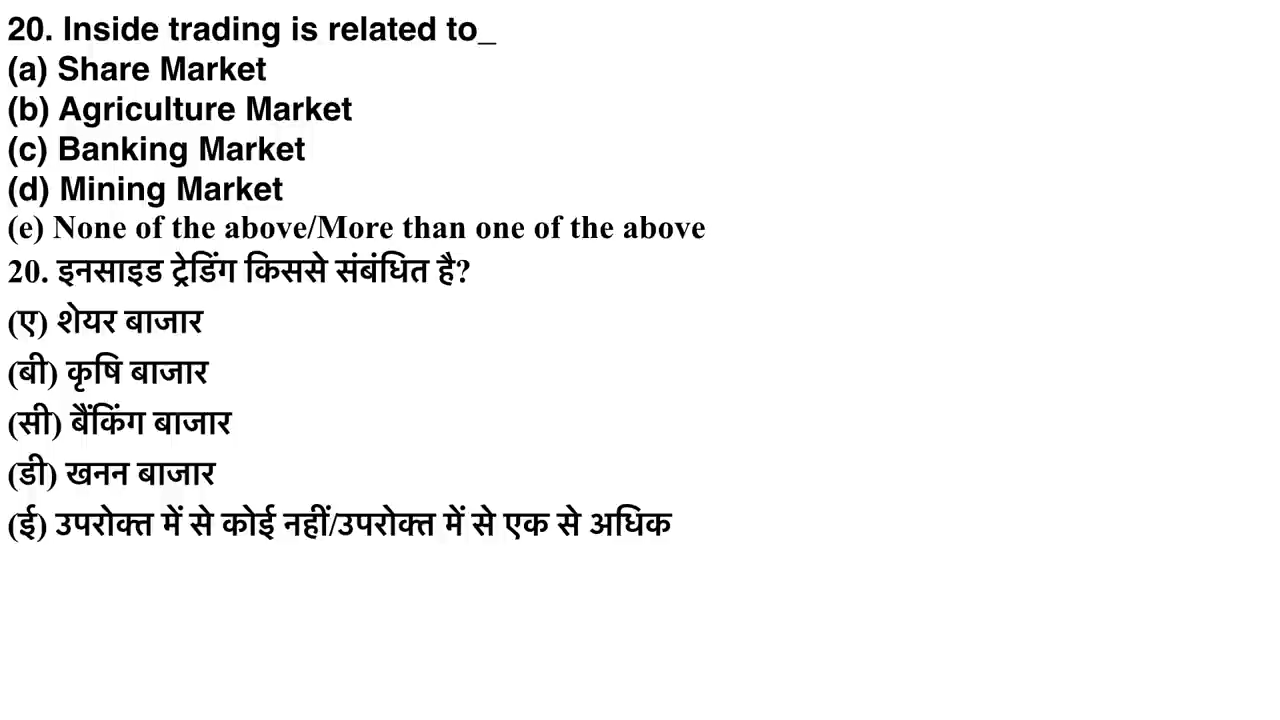 20. Inside trading is related to_
(a) Share Market
(b) Agriculture Market
(c) Banking Market
(d) Mining Market
(e) None of the above/More than one of the above
20. इनसाइड ट्रेडिंग किससे संबंधित है?
(ए) शेयर बाजार
(बी) कृषि बाजार
(सी) बैंकिंग बाजार
(डी) खनन बाजार
(ई) उपरोक्त में से कोई नहीं/उपरोक्त में से एक से अधिक